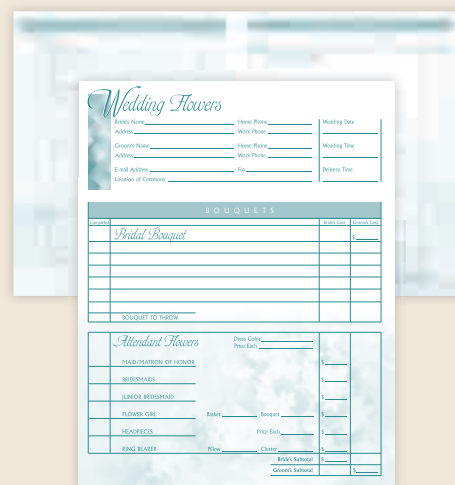 Wedding Flowers
Bride's Name Home Phone Wedding Date
Address Work Phone
Groom's Name Home Phone Wedding Time
Address Work Phone
E-mail Address Fax Delivery Time
Location of Ceremony
BOUQUETS
Completed Bride's Cost Groom's Cost
Bridal Bouquet $
BOUQUET TO THROW
Attendant Flowers Dress Color
Price Each
MAID/MATRON OF HONOR $
BRIDESMAIDS $
JUNIOR BRIDESMAID $
FLOWER GIRL Basket Bouquet $
HEADPIECES Price Each $
RING BEARER Pillow Cluster $
Bride's Subtotal $
Groom's Subtotal $